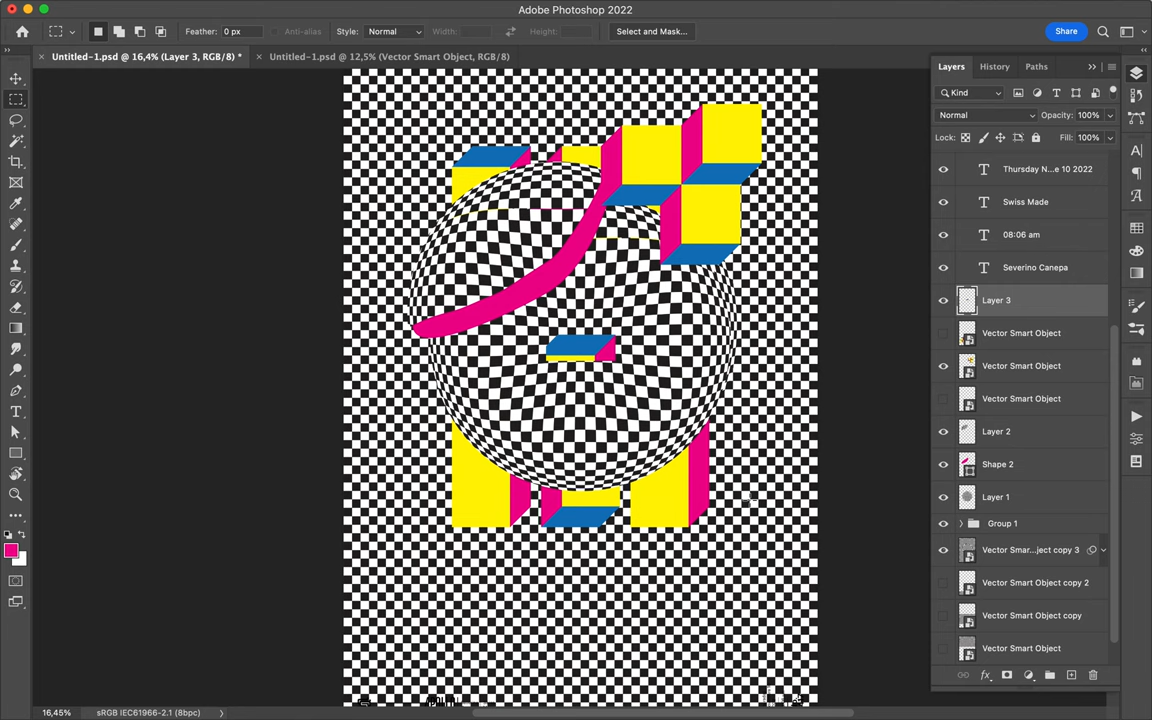 Adobe Photoshop 2022
Feather: 0 px
Anti-alias
Style: Normal
Width:
Height:
Select and Mask...
Share
Untitled-1.psd @ 16,4% (Layer 3, RGB/8) *
Untitled-1.psd @ 12,5% (Vector Smart Object, RGB/8)
Layers
History
Paths
Kind
Normal
Opacity: 100%
Lock:
Fill: 100%
Thursday N...e 10 2022
Swiss Made
08:06 am
Severino Canepa
Layer 3
Vector Smart Object
Vector Smart Object
Vector Smart Object
Layer 2
Shape 2
Layer 1
Group 1
Vector Smar...ject copy 3
Vector Smart Object copy 2
Vector Smart Object copy
Vector Smart Object
fx
16,45%
sRGB IEC61966-2.1 (8bpc)